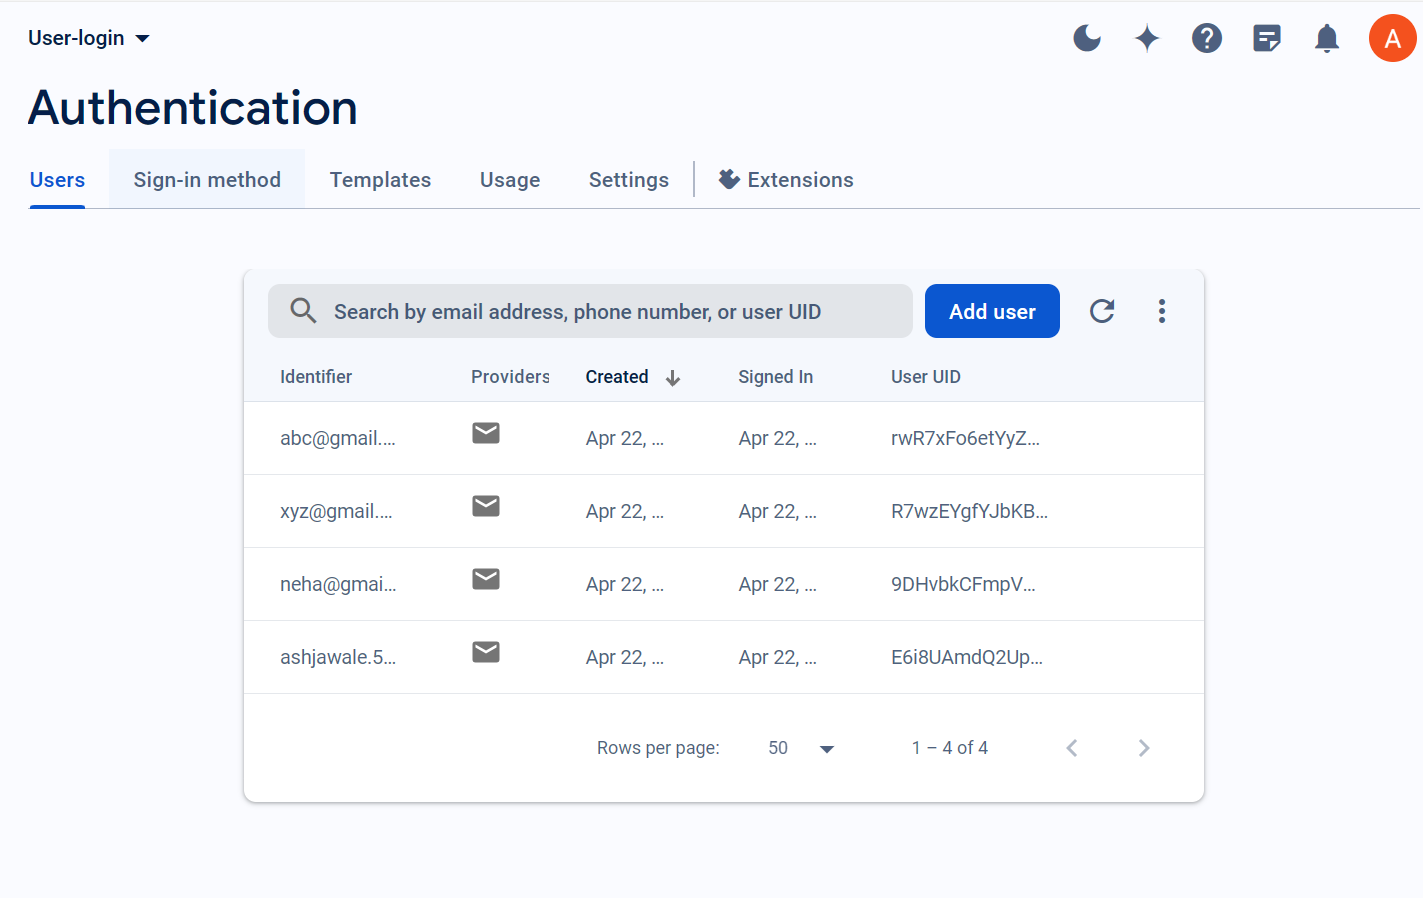 User-login
A
Authentication
Users Sign-in method Templates Usage Settings Extensions
Search by email address, phone number, or user UID Add user
Identifier Providers Created Signed In User UID
abc@gmail.... Apr 22, ... Apr 22, ... rwR7xFo6etYyZ...
xyz@gmail.... Apr 22, ... Apr 22, ... R7wzEYgfYJbKB...
neha@gmai... Apr 22, ... Apr 22, ... 9DHvbkCFmpV...
ashjawale.5... Apr 22, ... Apr 22, ... E6i8UAmdQ2Up...
Rows per page: 50 1 – 4 of 4